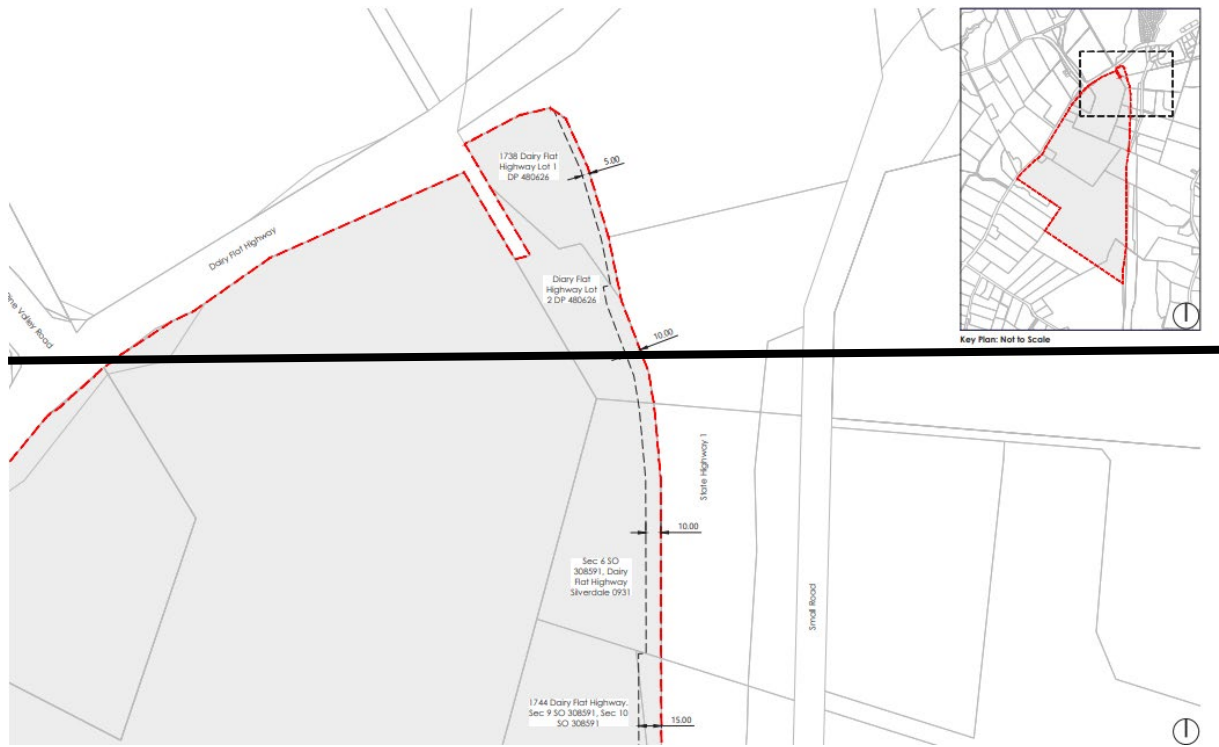 1738 Dairy Flat
Highway Lot 1
DP 480626
5.00
Dairy Flat Highway
Diary Flat
Highway Lot
2 DP 480626
Pine Valley Road
10.00
Key Plan: Not to Scale
State Highway 1
10.00
Sec 6 SO
308591, Dairy
Flat Highway
Silverdale 0931
Small Road
1744 Dairy Flat Highway.
Sec 9 SO 308591, Sec 10
SO 308591
15.00